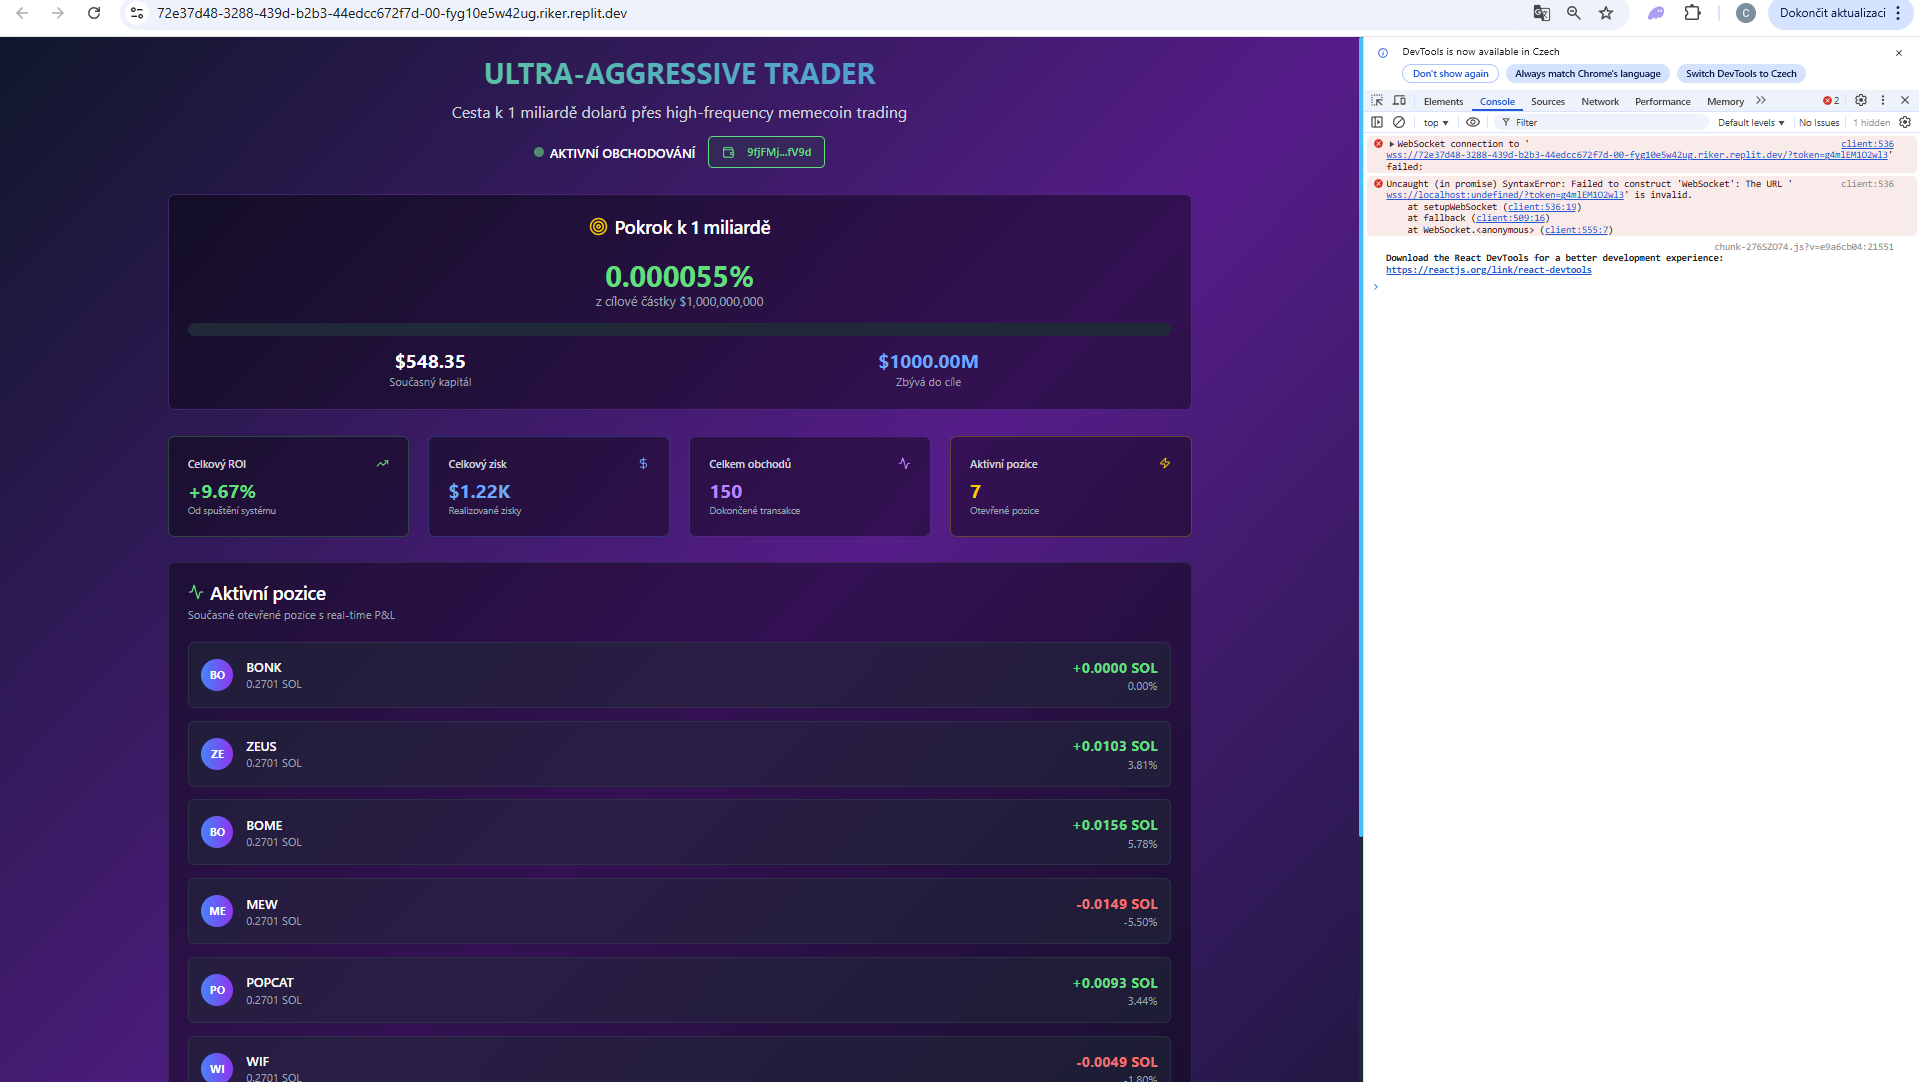 72e37d48-3288-439d-b2b3-44edcc672f7d-00-fyg10e5w42ug.riker.replit.dev
C
Dokončit aktualizaci
ULTRA-AGGRESSIVE TRADER
Cesta k 1 miliardě dolarů přes high-frequency memecoin trading
AKTIVNÍ OBCHODOVÁNÍ
9fjFMj...fV9d
Pokrok k 1 miliardě
0.000055%
z cílové částky $1,000,000,000
$548.35
Současný kapitál
$1000.00M
Zbývá do cíle
Celkový ROI
+9.67%
Od spuštění systému
Celkový zisk
$
$1.22K
Realizované zisky
Celkem obchodů
150
Dokončené transakce
Aktivní pozice
7
Otevřené pozice
Aktivní pozice
Současné otevřené pozice s real-time P&L
BO
BONK
0.2701 SOL
+0.0000 SOL
0.00%
ZE
ZEUS
0.2701 SOL
+0.0103 SOL
3.81%
BO
BOME
0.2701 SOL
+0.0156 SOL
5.78%
ME
MEW
0.2701 SOL
-0.0149 SOL
-5.50%
PO
POPCAT
0.2701 SOL
+0.0093 SOL
3.44%
WI
WIF
0.2701 SOL
-0.0049 SOL
-1.80%
DevTools is now available in Czech
Don't show again
Always match Chrome's language
Switch DevTools to Czech
Elements Console Sources Network Performance Memory 2
top Filter Default levels No Issues 1 hidden
WebSocket connection to ' client:536
wss://72e37d48-3288-439d-b2b3-44edcc672f7d-00-fyg10e5w42ug.riker.replit.dev/?token=g4mlEM1O2wl3'
failed:
Uncaught (in promise) SyntaxError: Failed to construct 'WebSocket': The URL ' client:536
wss://localhost:undefined/?token=g4mlEM1O2wl3' is invalid.
at setupWebSocket (client:536:19)
at fallback (client:509:16)
at WebSocket.<anonymous> (client:555:7)
chunk-276SZO74.js?v=e9a6cb04:21551
Download the React DevTools for a better development experience:
https://reactjs.org/link/react-devtools